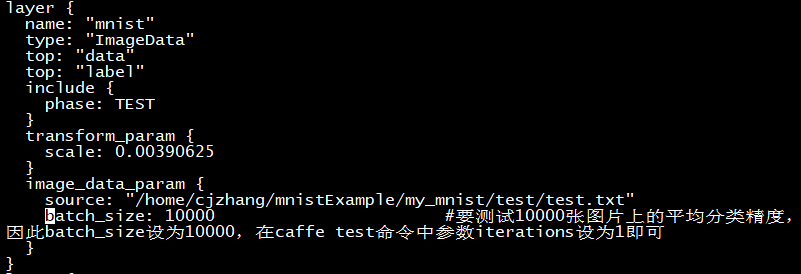 layer {
  name: "mnist"
  type: "ImageData"
  top: "data"
  top: "label"
  include {
    phase: TEST
  }
  transform_param {
    scale: 0.00390625
  }
  image_data_param {
    source: "/home/cjzhang/mnistExample/my_mnist/test/test.txt"
    batch_size: 10000                        #要测试10000张图片上的平均分类精度，
因此batch_size设为10000，在caffe test命令中参数iterations设为1即可
  }
}